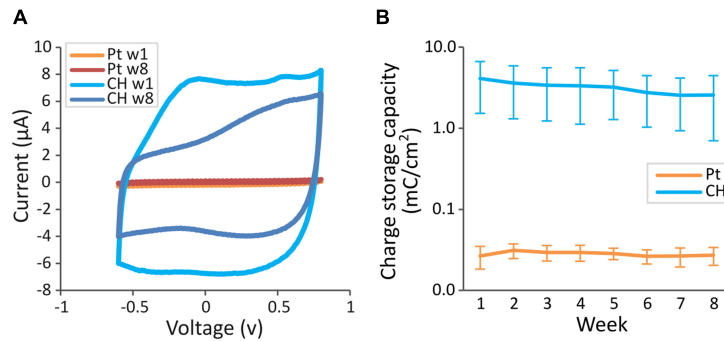 A
Pt w1
Pt w8
CH w1
CH w8
10
8
6
4
2
0
-2
-4
-6
-8
Current (µA)
-1
-0.5
0
0.5
1
Voltage (v)
B
10.0
1.0
0.1
0.0
Charge storage capacity
(mC/cm²)
Pt
CH
1 2 3 4 5 6 7 8
Week